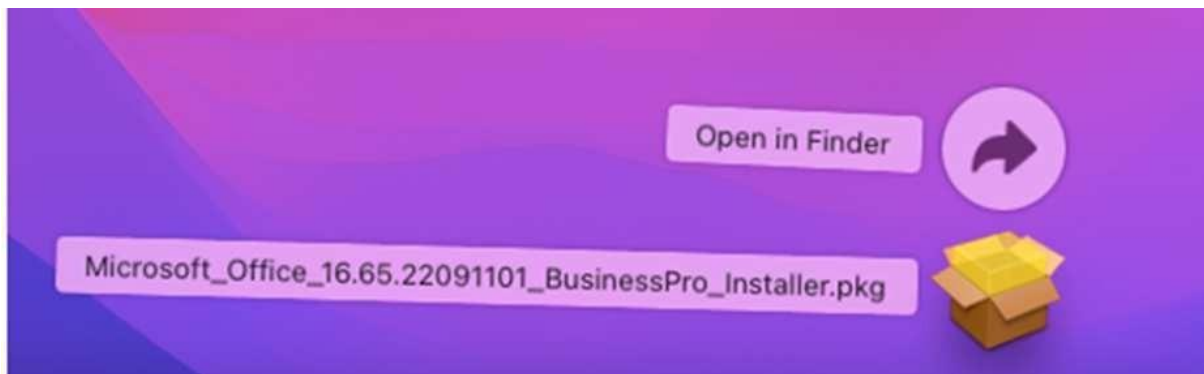 Open in Finder
Microsoft_Office_16.65.22091101_BusinessPro_Installer.pkg